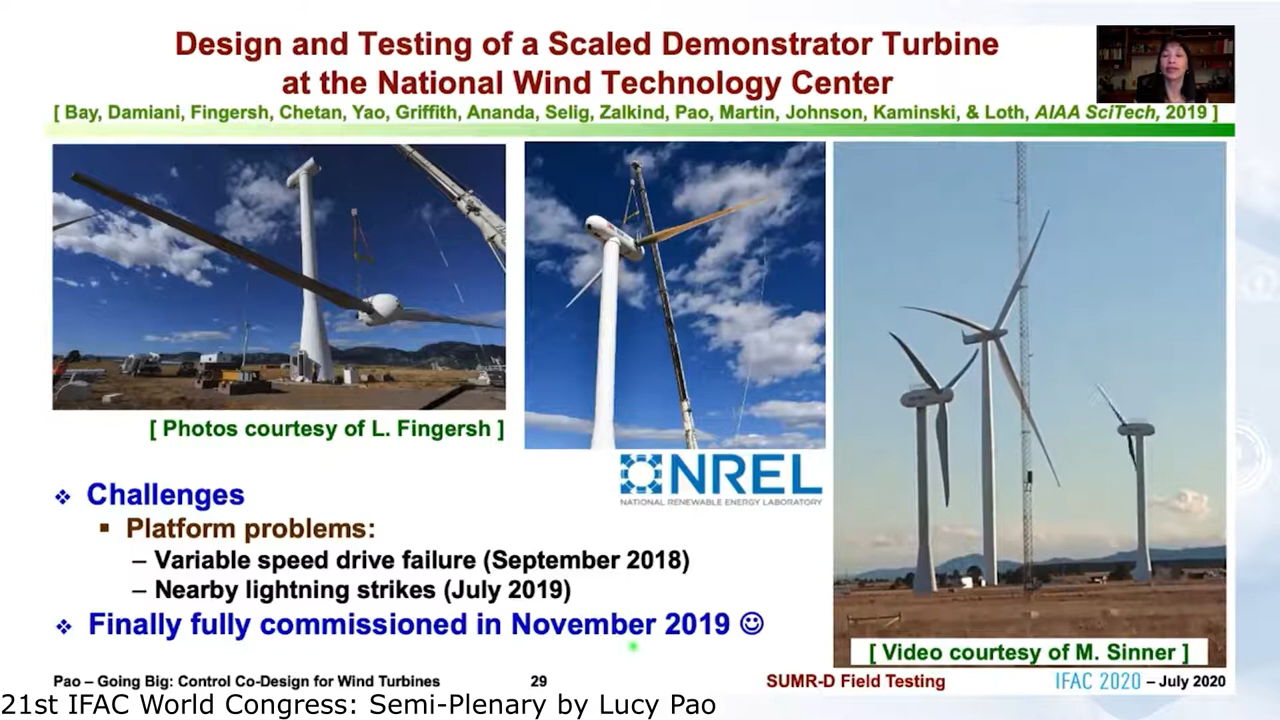 Design and Testing of a Scaled Demonstrator Turbine
at the National Wind Technology Center
[ Bay, Damiani, Fingersh, Chetan, Yao, Griffith, Ananda, Selig, Zalkind, Pao, Martin, Johnson, Kaminski, & Loth, AIAA SciTech, 2019 ]
[ Photos courtesy of L. Fingersh ]
NREL
NATIONAL RENEWABLE ENERGY LABORATORY
❖ Challenges
▪ Platform problems:
– Variable speed drive failure (September 2018)
– Nearby lightning strikes (July 2019)
❖ Finally fully commissioned in November 2019 ☺
[ Video courtesy of M. Sinner ]
Pao – Going Big: Control Co-Design for Wind Turbines 29 SUMR-D Field Testing IFAC 2020 – July 2020
21st IFAC World Congress: Semi-Plenary by Lucy Pao